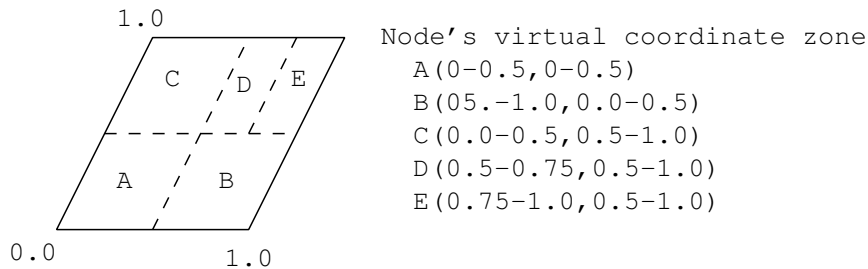 1.0
Node's virtual coordinate zone
C
D
E
A(0-0.5,0-0.5)
B(05.-1.0,0.0-0.5)
C(0.0-0.5,0.5-1.0)
D(0.5-0.75,0.5-1.0)
E(0.75-1.0,0.5-1.0)
A
B
0.0
1.0